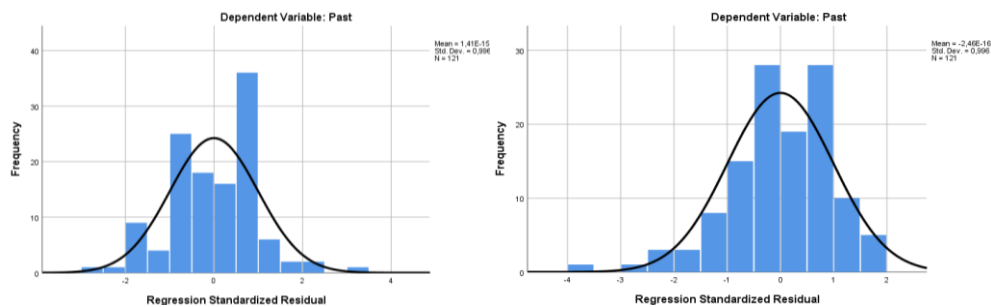 Dependent Variable: Past
Mean = 1,41E-15
Std. Dev. = 0,996
N = 121
Frequency
40
30
20
10
0
-2
0
2
4
Regression Standardized Residual
Dependent Variable: Past
Mean = -2,46E-16
Std. Dev. = 0,996
N = 121
Frequency
30
20
10
0
-4
-3
-2
-1
0
1
2
Regression Standardized Residual